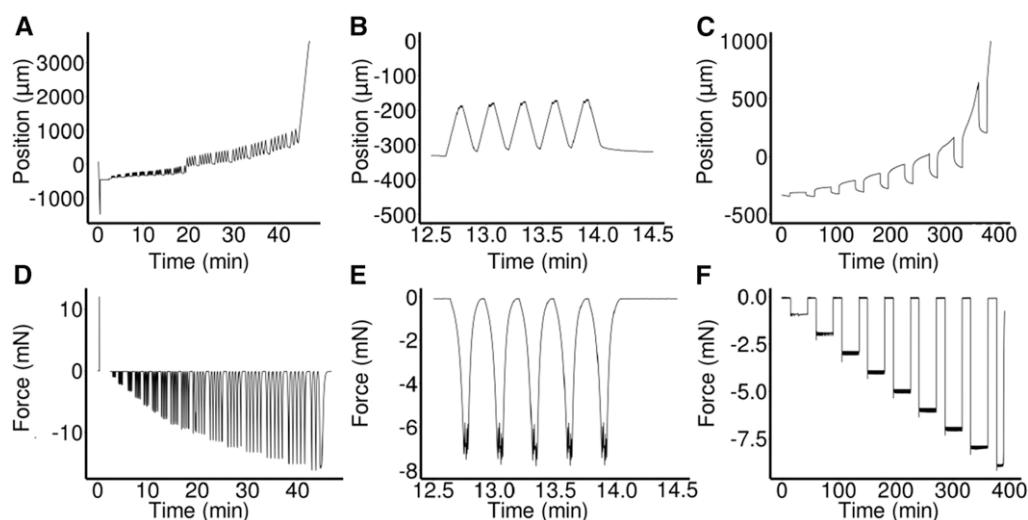 A
Position (µm)
3000
2000
1000
0
-1000
0 10 20 30 40
Time (min)
B
Position (µm)
0
-100
-200
-300
-400
-500
12.5 13.0 13.5 14.0 14.5
Time (min)
C
Position (µm)
1000
500
0
-500
0 100 200 300 400
Time (min)
D
Force (mN)
10
0
-10
0 10 20 30 40
Time (min)
E
Force (mN)
0
-2
-4
-6
-8
12.5 13.0 13.5 14.0 14.5
Time (min)
F
Force (mN)
0.0
-2.5
-5.0
-7.5
0 100 200 300 400
Time (min)